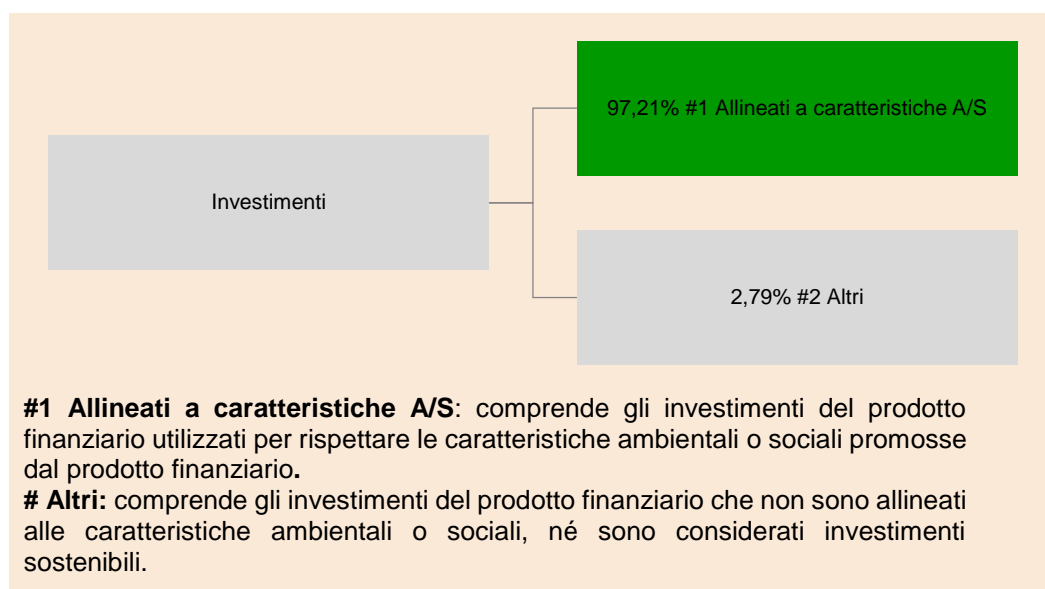 97,21% #1 Allineati a caratteristiche A/S
Investimenti
2,79% #2 Altri
#1 Allineati a caratteristiche A/S: comprende gli investimenti del prodotto
finanziario utilizzati per rispettare le caratteristiche ambientali o sociali promosse
dal prodotto finanziario.
# Altri: comprende gli investimenti del prodotto finanziario che non sono allineati
alle caratteristiche ambientali o sociali, né sono considerati investimenti
sostenibili.